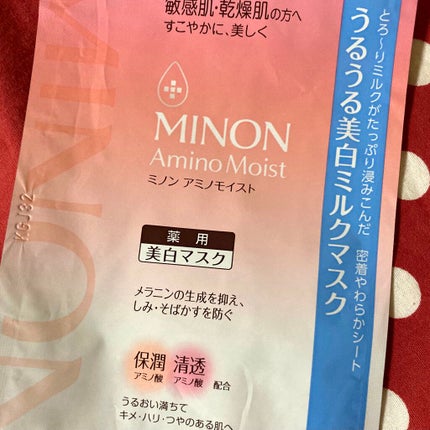 敏感肌・乾燥肌の方へ
すこやかに、美しく
MINON
Amino Moist
ミノン アミノモイスト
薬用
美白マスク
メラニンの生成を抑え、
しみ・そばかすを防ぐ
保潤 清透
アミノ酸 アミノ酸 配合
うるおい満ちて
キメ・ハリ・つやのある肌へ
とろ〜りミルクがたっぷり浸みこんだ 密着やわらかシート
うるうる美白ミルクマスク
MINON